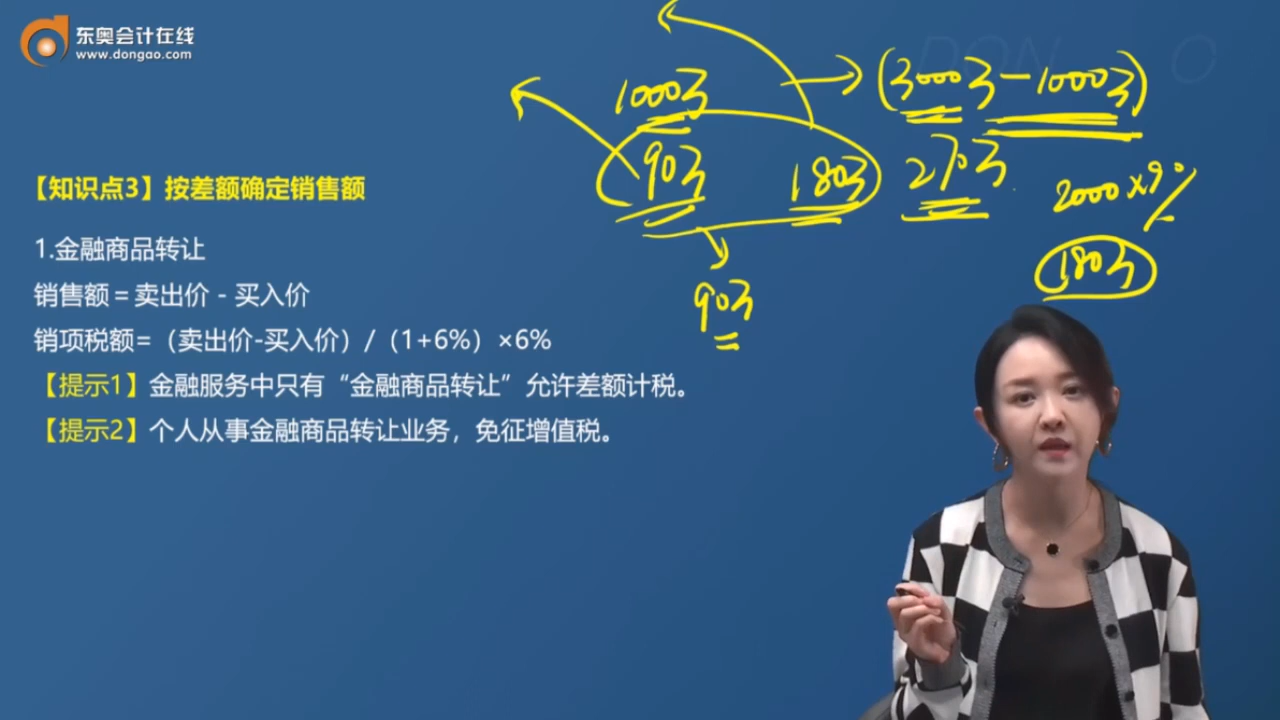 东奥会计在线
www.dongao.com
1000万 → (3000万-1000万)
90万 180万 270万
2000×9%
180万
90万
【知识点3】按差额确定销售额
1.金融商品转让
销售额=卖出价-买入价
销项税额=（卖出价-买入价）/（1+6%）×6%
【提示1】金融服务中只有“金融商品转让”允许差额计税。
【提示2】个人从事金融商品转让业务，免征增值税。